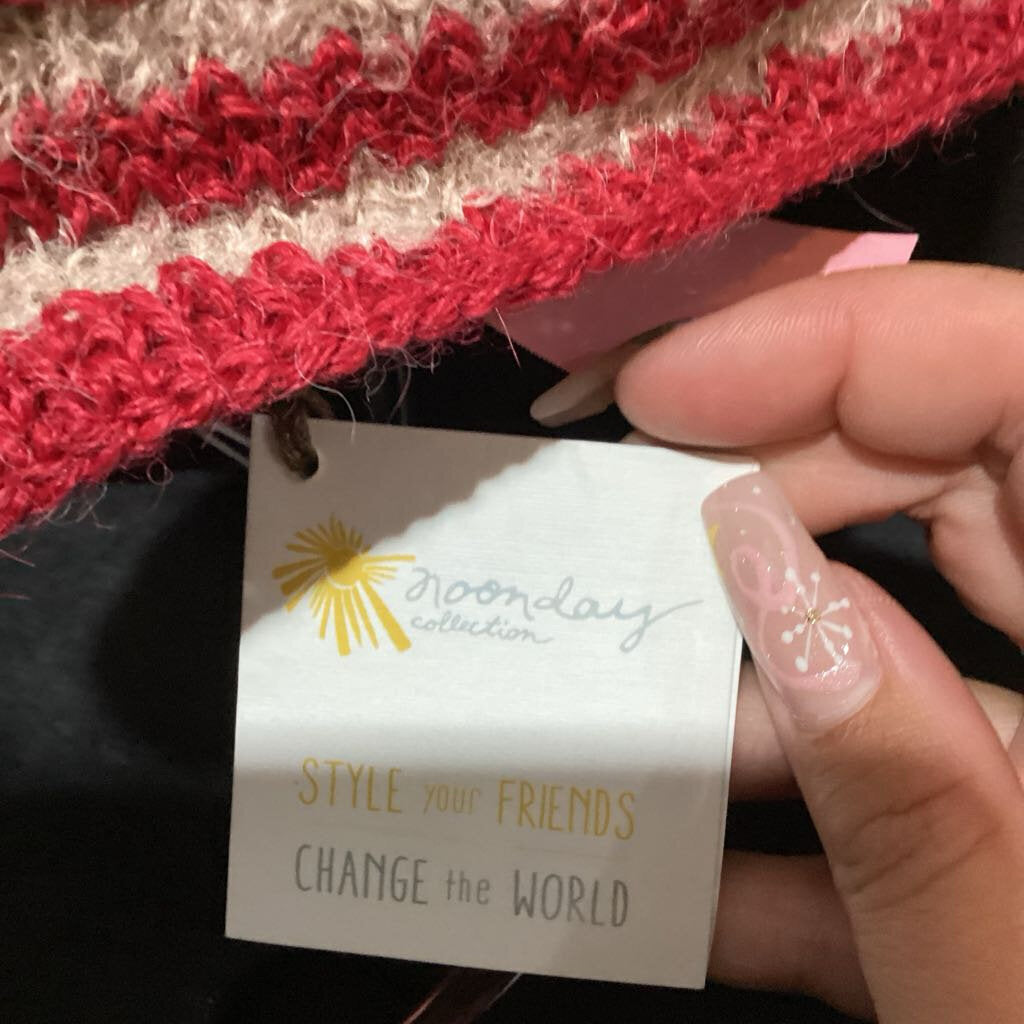 noonday
collection
STYLE your FRIENDS
CHANGE the WORLD